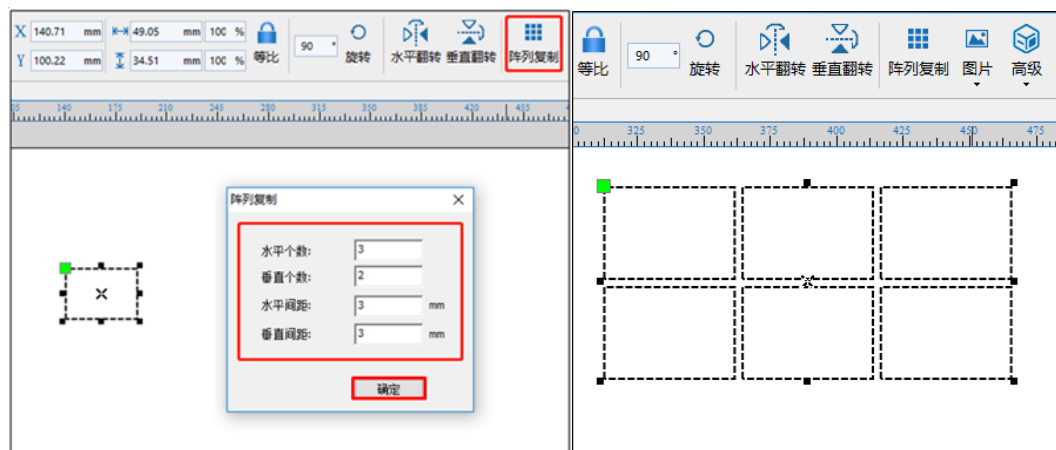 X 140.71 mm 49.05 mm 100 %
Y 100.22 mm 34.51 mm 100 %
等比
90 °
旋转
水平翻转 垂直翻转 阵列复制
05 140 175 210 245 280 315 350 385 420 455
阵列复制
水平个数: 3
垂直个数: 2
水平间距: 3 mm
垂直间距: 3 mm
确定
等比
90 °
旋转
水平翻转 垂直翻转 阵列复制 图片 高级
0 325 350 375 400 425 450 475